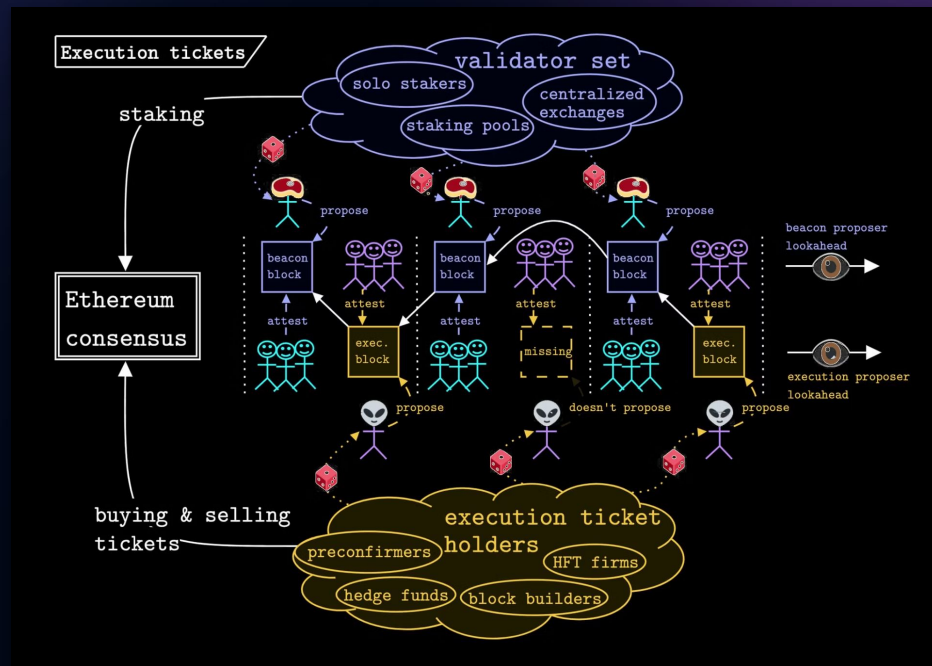 Execution tickets
validator set
solo stakers
centralized
exchanges
staking pools
staking
propose
propose
propose
beacon proposer
lookahead
beacon
block
beacon
block
beacon
block
attest
attest
attest
attest
attest
attest
Ethereum
consensus
exec.
block
missing
exec.
block
execution proposer
lookahead
propose
doesn't propose
propose
buying & selling
tickets
execution ticket
holders
preconfirmers
HFT firms
hedge funds
block builders